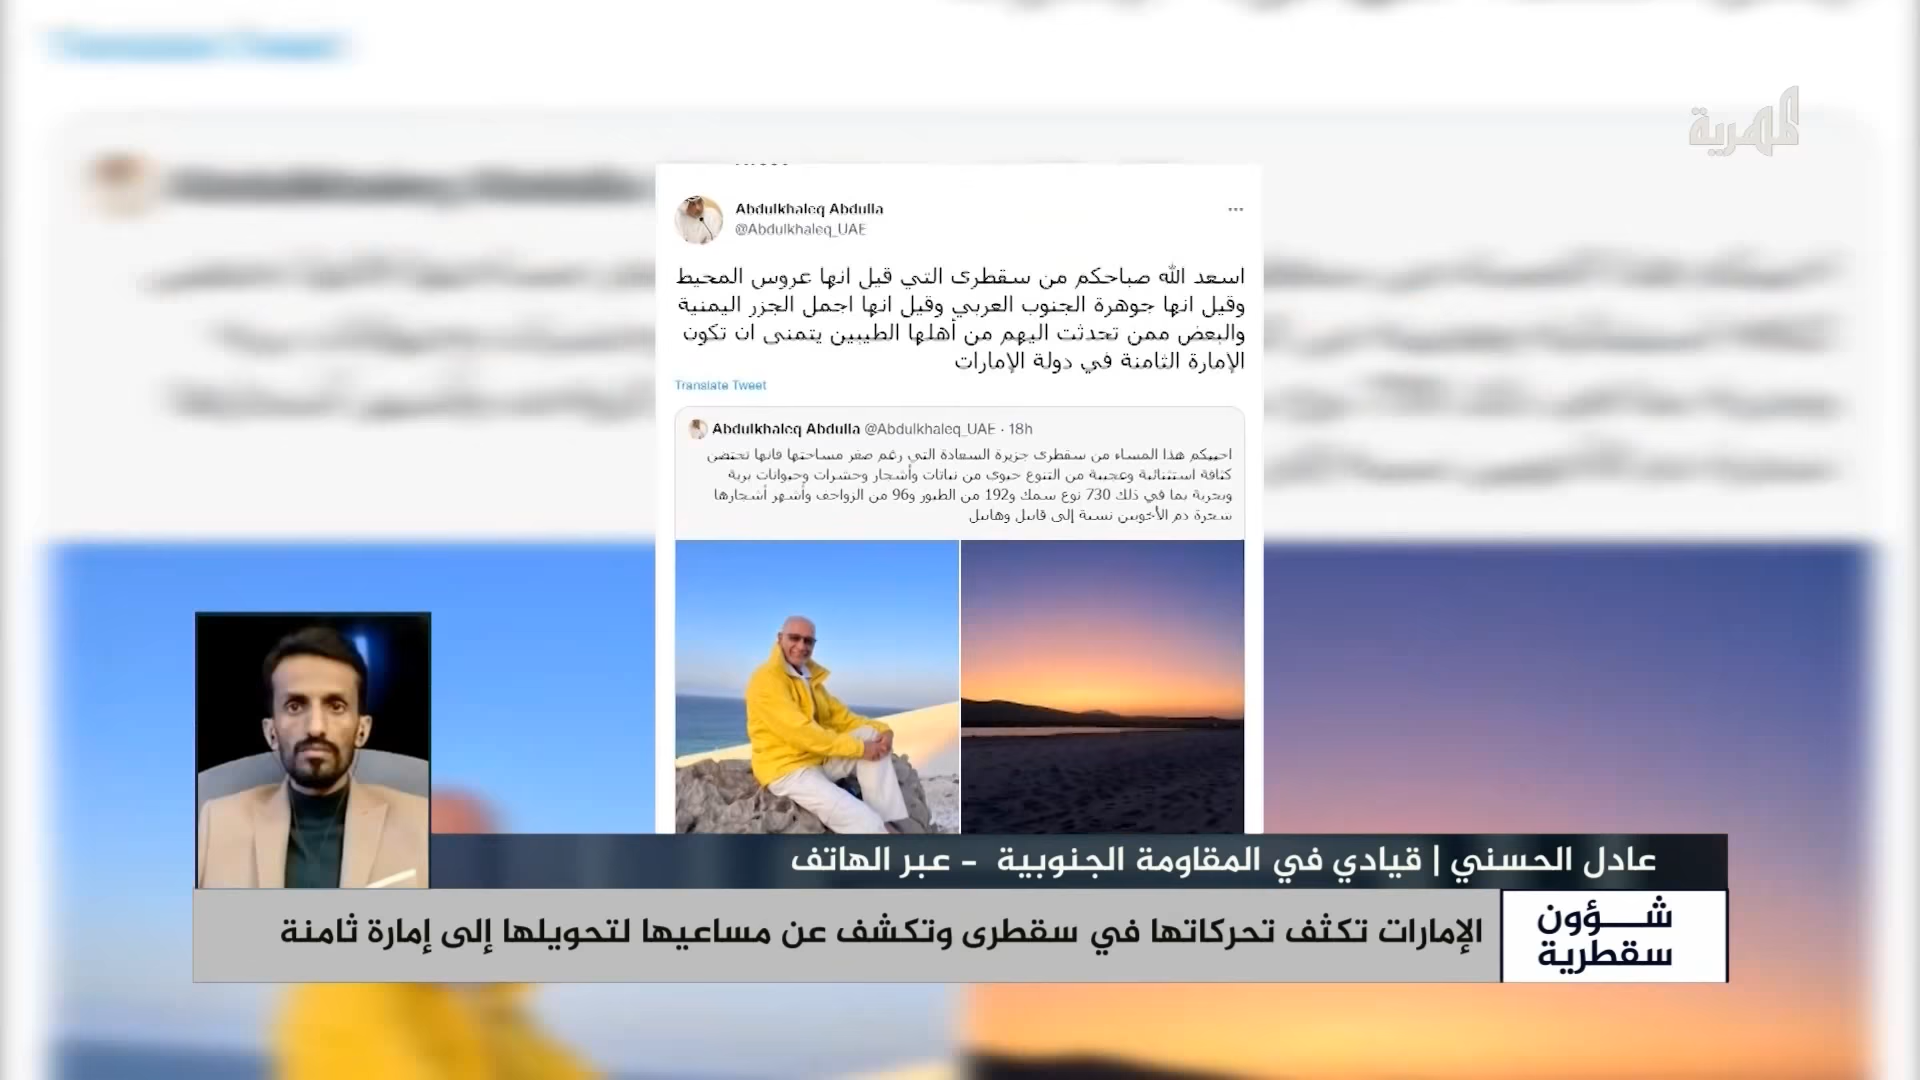 المهرية
Abdulkhaleq Abdulla
@Abdulkhaleq_UAE
اسعد الله صباحكم من سقطرى التي قيل انها عروس المحيط
وقيل انها جوهرة الجنوب العربي وقيل انها اجمل الجزر اليمنية
والبعض ممن تحدثت اليهم من أهلها الطيبين يتمنى ان تكون
الإمارة الثامنة في دولة الإمارات
Translate Tweet
Abdulkhaleq Abdulla @Abdulkhaleq_UAE · 18h
احييكم هذا المساء من سقطرى جزيرة السعادة التي رغم صغر مساحتها فانها تحتضن
كثافة استثنائية وعجيبة من التنوع حيوي من نباتات وأشجار وحشرات وحيوانات برية
وبحرية بما في ذلك 730 نوع سمك و192 من الطيور و96 من الزواحف وأشهر أشجارها
شجرة دم الأخوين نسبة إلى قابيل وهابيل
عادل الحسني | قيادي في المقاومة الجنوبية - عبر الهاتف
شـــؤون
سقطرية
الإمارات تكثف تحركاتها في سقطرى وتكشف عن مساعيها لتحويلها إلى إمارة ثامنة